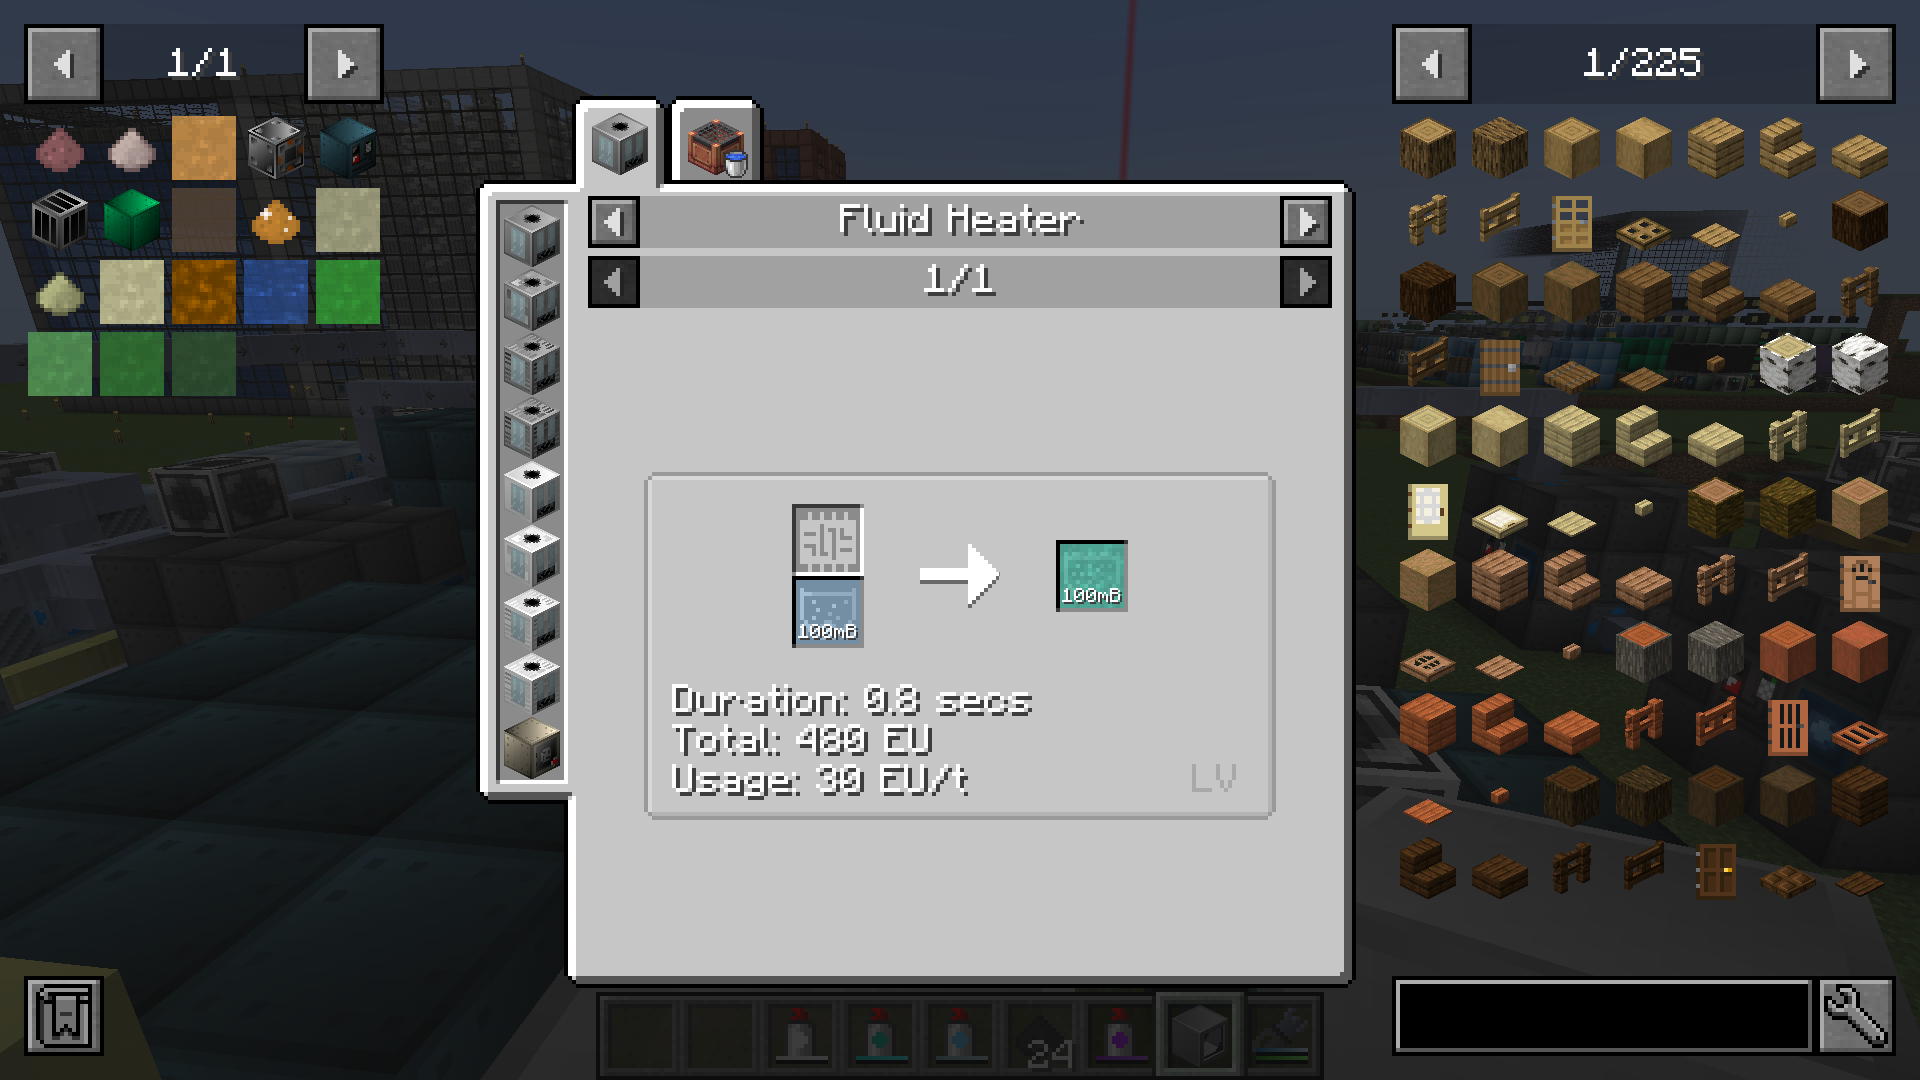 1/1
1/225
Fluid Heater
1/1
100mB
100mB
Duration: 0.8 secs
Total: 480 EU
Usage: 30 EU/t
LV
24